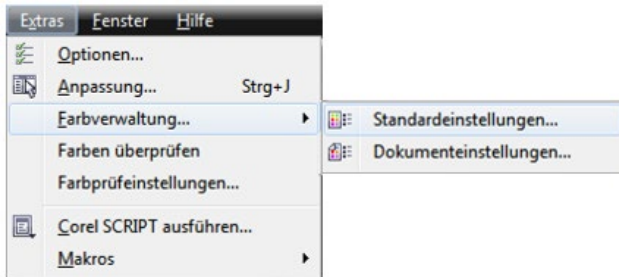 Extras Fenster Hilfe
Optionen...
Anpassung... Strg+J
Farbverwaltung...
Standardeinstellungen...
Dokumenteinstellungen...
Farben überprüfen
Farbprüfeinstellungen...
Corel SCRIPT ausführen...
Makros